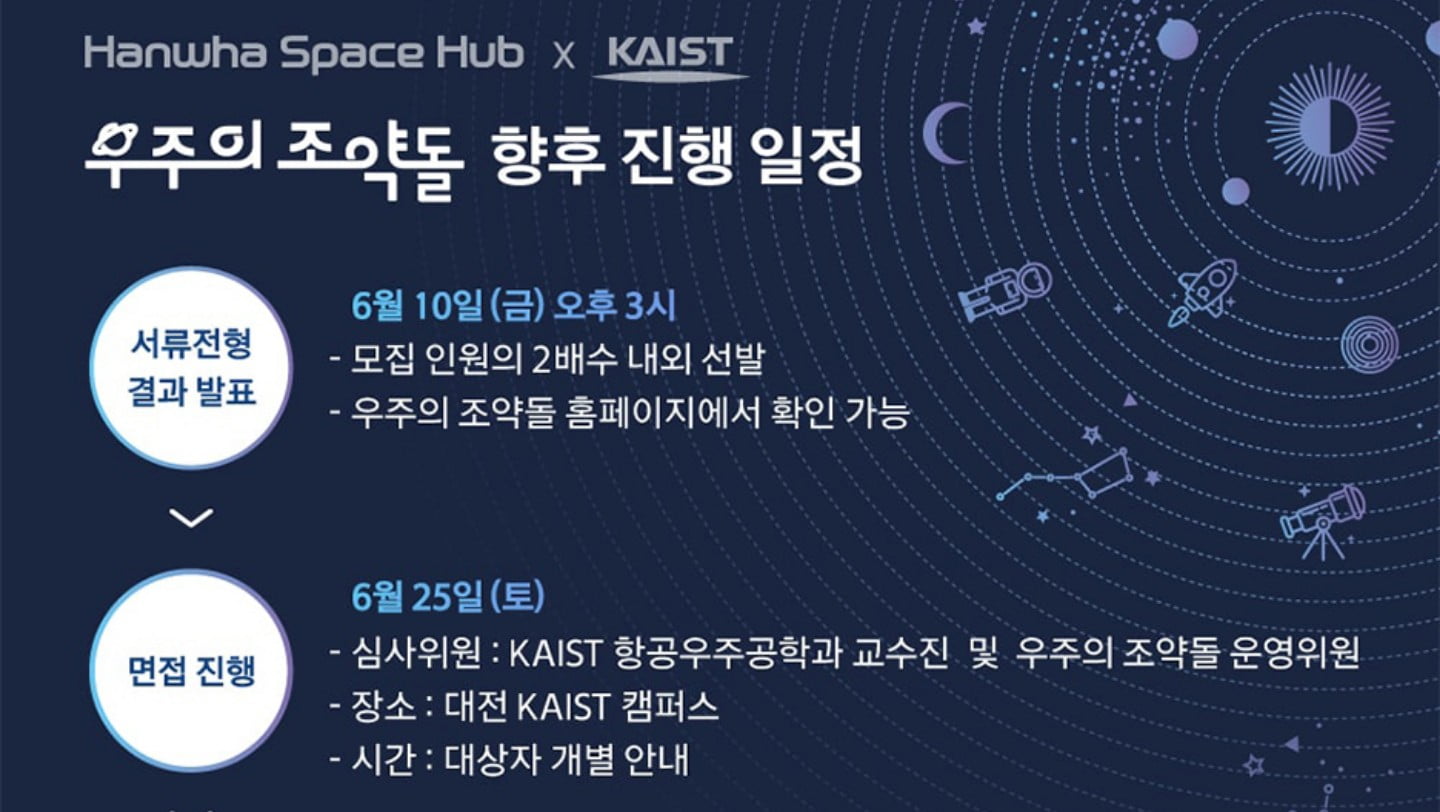 Hanwha Space Hub x KAIST
우주의 조약돌 향후 진행 일정
서류전형
결과 발표
6월 10일(금) 오후 3시
- 모집 인원의 2배수 내외 선발
- 우주의 조약돌 홈페이지에서 확인 가능
면접 진행
6월 25일(토)
- 심사위원 : KAIST 항공우주공학과 교수진 및 우주의 조약돌 운영위원
- 장소 : 대전 KAIST 캠퍼스
- 시간 : 대상자 개별 안내